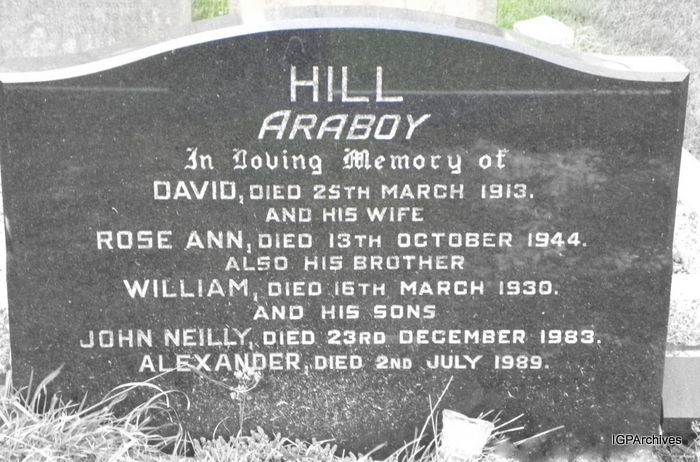 HILL
ARABOY
In Loving Memory of
DAVID, DIED 25TH MARCH 1913.
AND HIS WIFE
ROSE ANN, DIED 13TH OCTOBER 1944.
ALSO HIS BROTHER
WILLIAM, DIED 16TH MARCH 1930.
AND HIS SONS
JOHN NEILLY, DIED 23RD DECEMBER 1983.
ALEXANDER, DIED 2ND JULY 1989.
IGPArchives